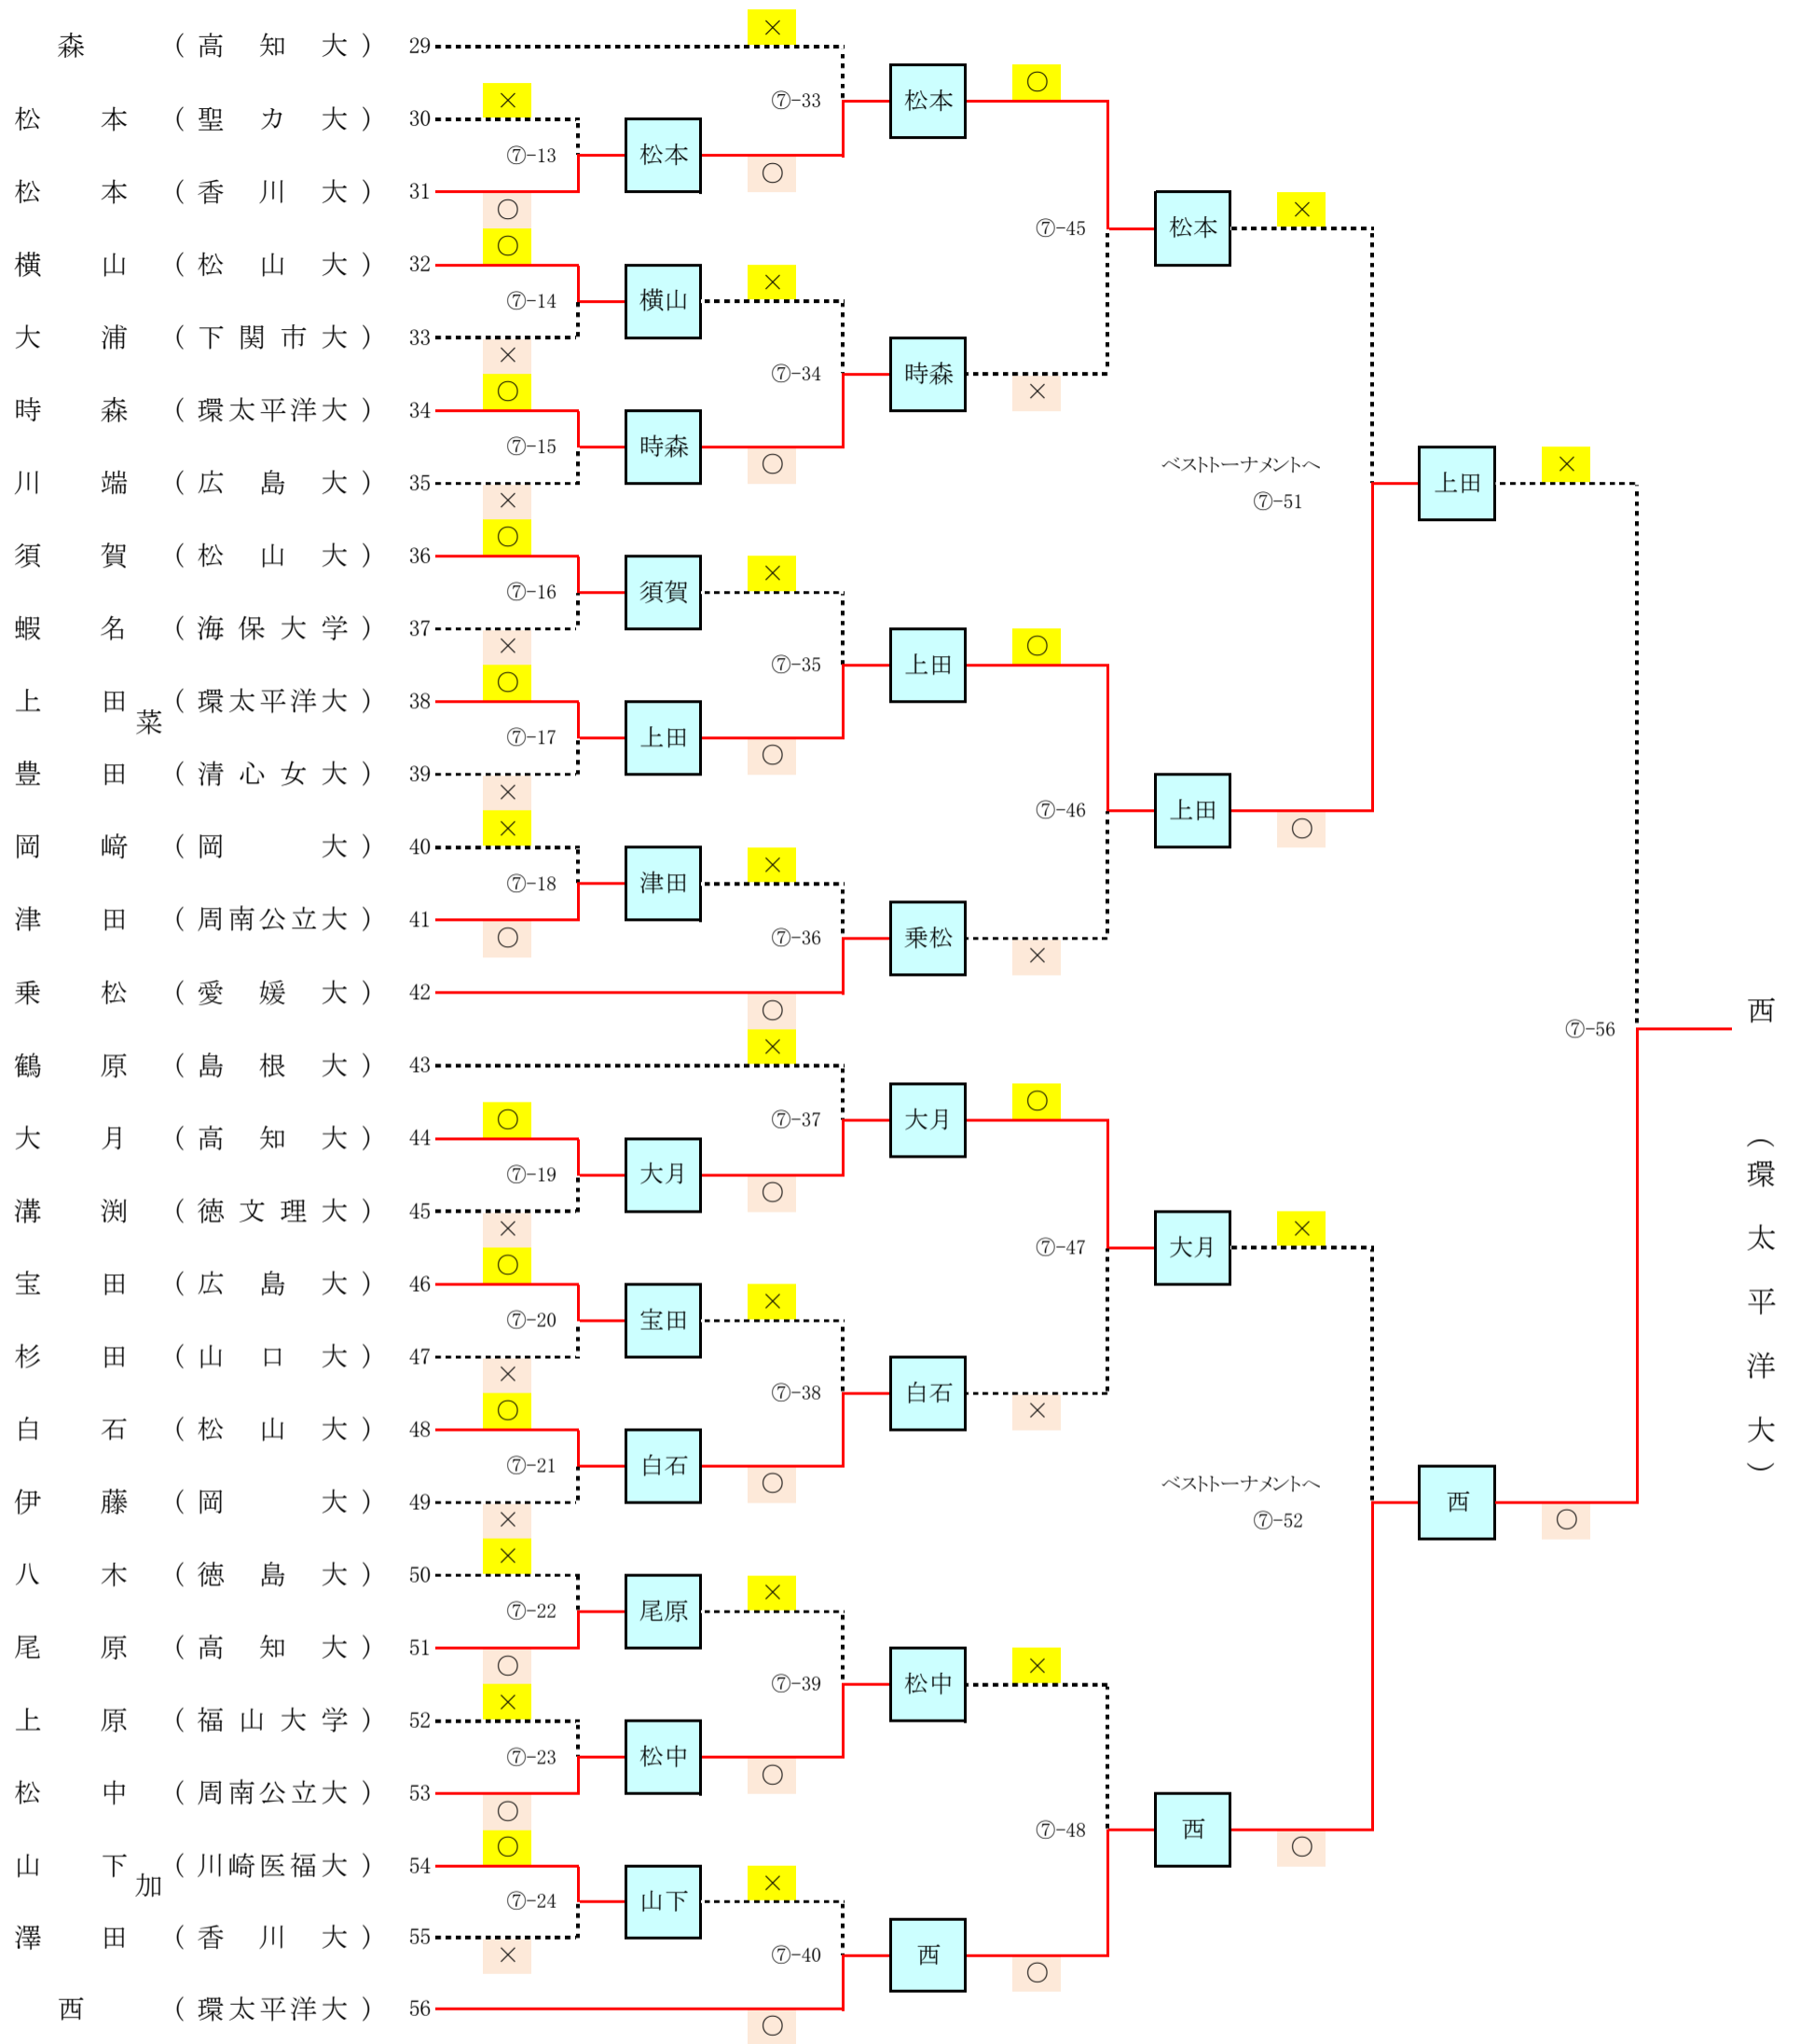 ×
森 (高知大) 29
○
⑦-33 松本
×
松本 (聖カ大) 30
⑦-13 松本
○
松本 (香川大) 31
○
○
×
⑦-45 松本
横山 (松山大) 32
×
⑦-14 横山
大浦 (下関市大) 33
×
⑦-34 時森
○
×
時森 (環太平洋大) 34
⑦-15 時森
○
ベストトーナメントへ
⑦-51 上田
×
川端 (広島大) 35
×
○
須賀 (松山大) 36
×
⑦-16 須賀
蝦名 (海保大学) 37
×
○
⑦-35 上田
○
上田菜 (環太平洋大) 38
⑦-17 上田
○
豊田 (清心女大) 39
×
⑦-46 上田
○
×
岡﨑 (岡大) 40
×
⑦-18 津田
津田 (周南公立大) 41
○
⑦-36 乗松
×
乗松 (愛媛大) 42
○
⑦-56 西 (環太平洋大)
×
鶴原 (島根大) 43
○
⑦-37 大月
○
大月 (高知大) 44
⑦-19 大月
○
溝渕 (徳文理大) 45
×
×
⑦-47 大月
○
宝田 (広島大) 46
×
⑦-20 宝田
杉田 (山口大) 47
×
⑦-38 白石
×
○
白石 (松山大) 48
⑦-21 白石
○
ベストトーナメントへ
⑦-52 西
○
伊藤 (岡大) 49
×
×
八木 (徳島大) 50
×
⑦-22 尾原
尾原 (高知大) 51
○
×
⑦-39 松中
×
上原 (福山大学) 52
⑦-23 松中
○
松中 (周南公立大) 53
○
⑦-48 西
○
○
山下加 (川崎医福大) 54
×
⑦-24 山下
澤田 (香川大) 55
×
⑦-40 西
○
西 (環太平洋大) 56
○